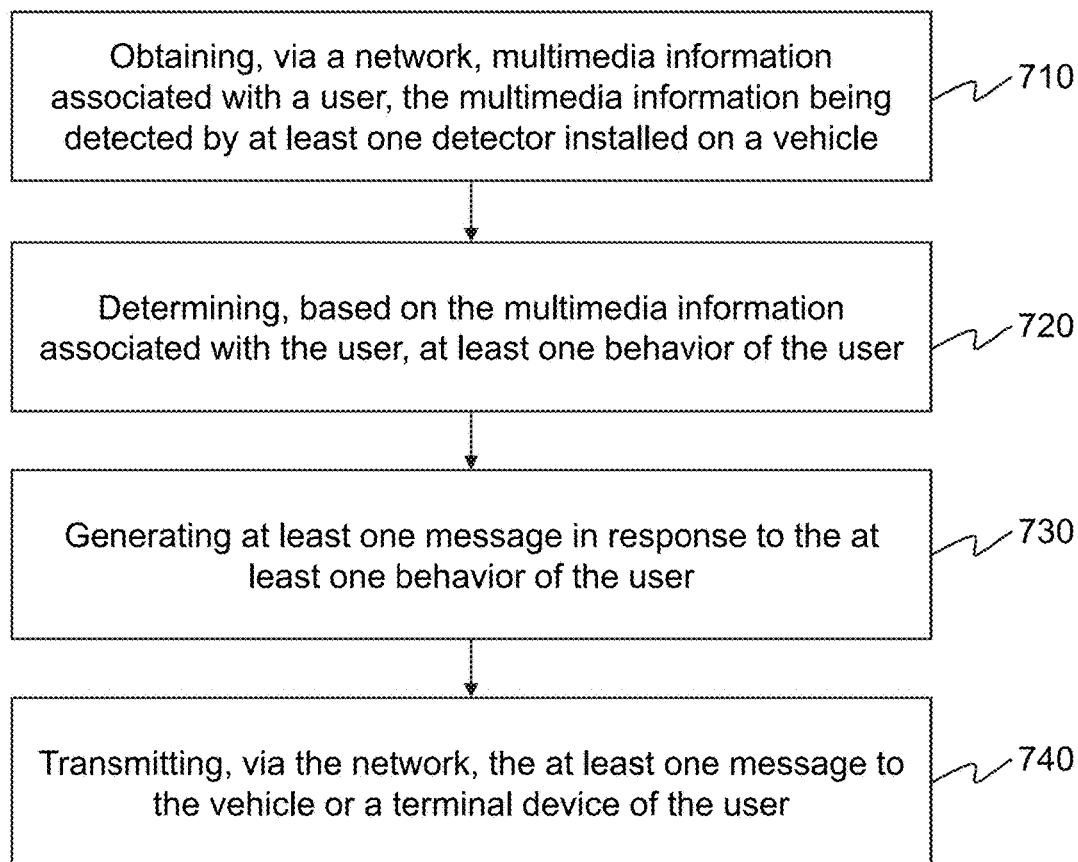 Obtaining, via a network, multimedia information
associated with a user, the multimedia information being
detected by at least one detector installed on a vehicle
710
Determining, based on the multimedia information
associated with the user, at least one behavior of the user
720
Generating at least one message in response to the at
least one behavior of the user
730
Transmitting, via the network, the at least one message to
the vehicle or a terminal device of the user
740